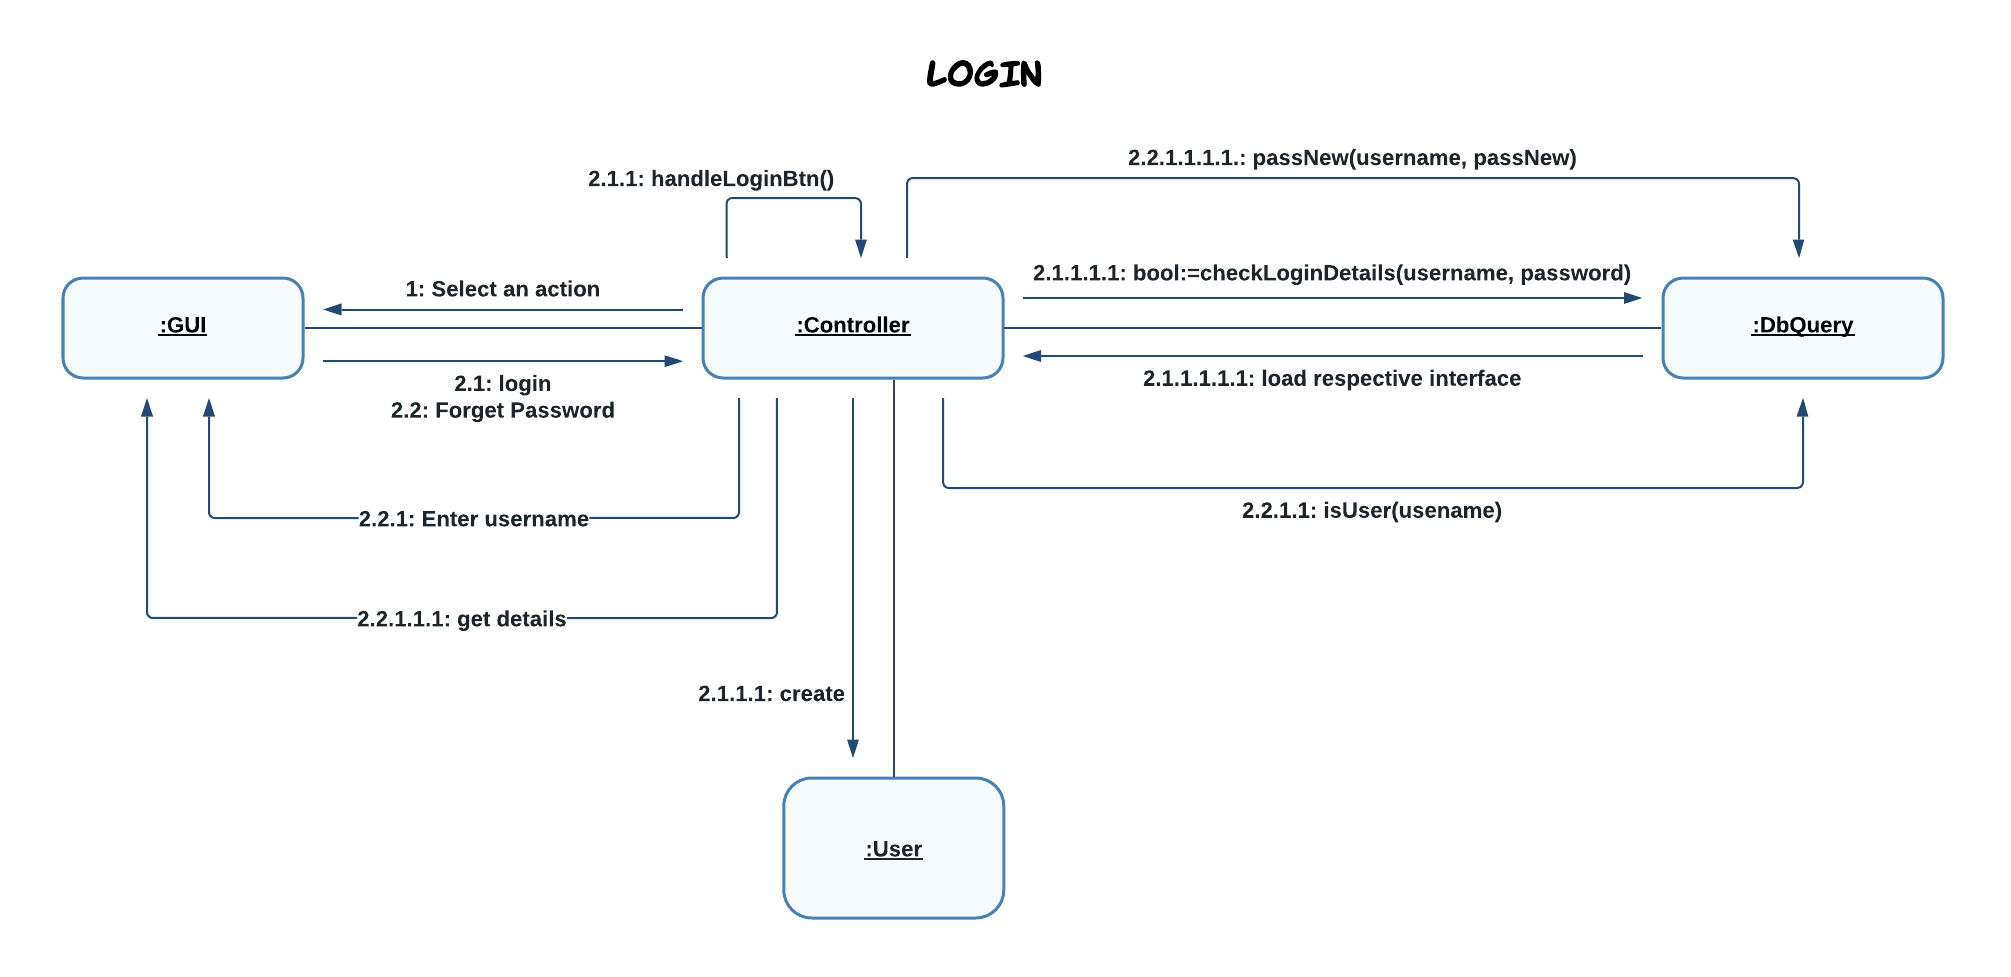 LOGIN
2.2.1.1.1.1.: passNew(username, passNew)
2.1.1: handleLoginBtn()
2.1.1.1.1: bool:=checkLoginDetails(username, password)
1: Select an action
:GUI
:Controller
:DbQuery
2.1: login
2.2: Forget Password
2.1.1.1.1.1: load respective interface
2.2.1: Enter username
2.2.1.1: isUser(usename)
2.2.1.1.1: get details
2.1.1.1: create
:User